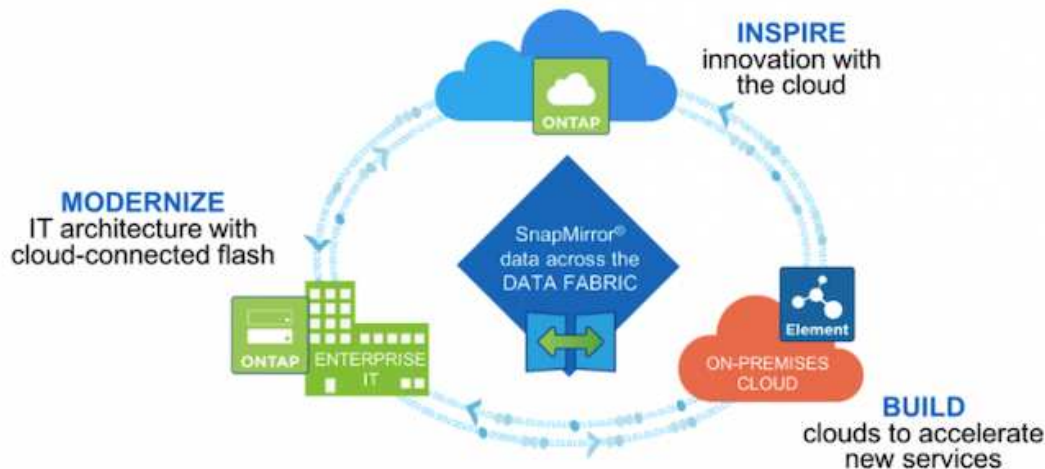 INSPIRE
innovation with
the cloud
ONTAP
MODERNIZE
IT architecture with
cloud-connected flash
SnapMirror®
data across the
DATA FABRIC
ONTAP
ENTERPRISE
IT
Element
ON-PREMISES
CLOUD
BUILD
clouds to accelerate
new services